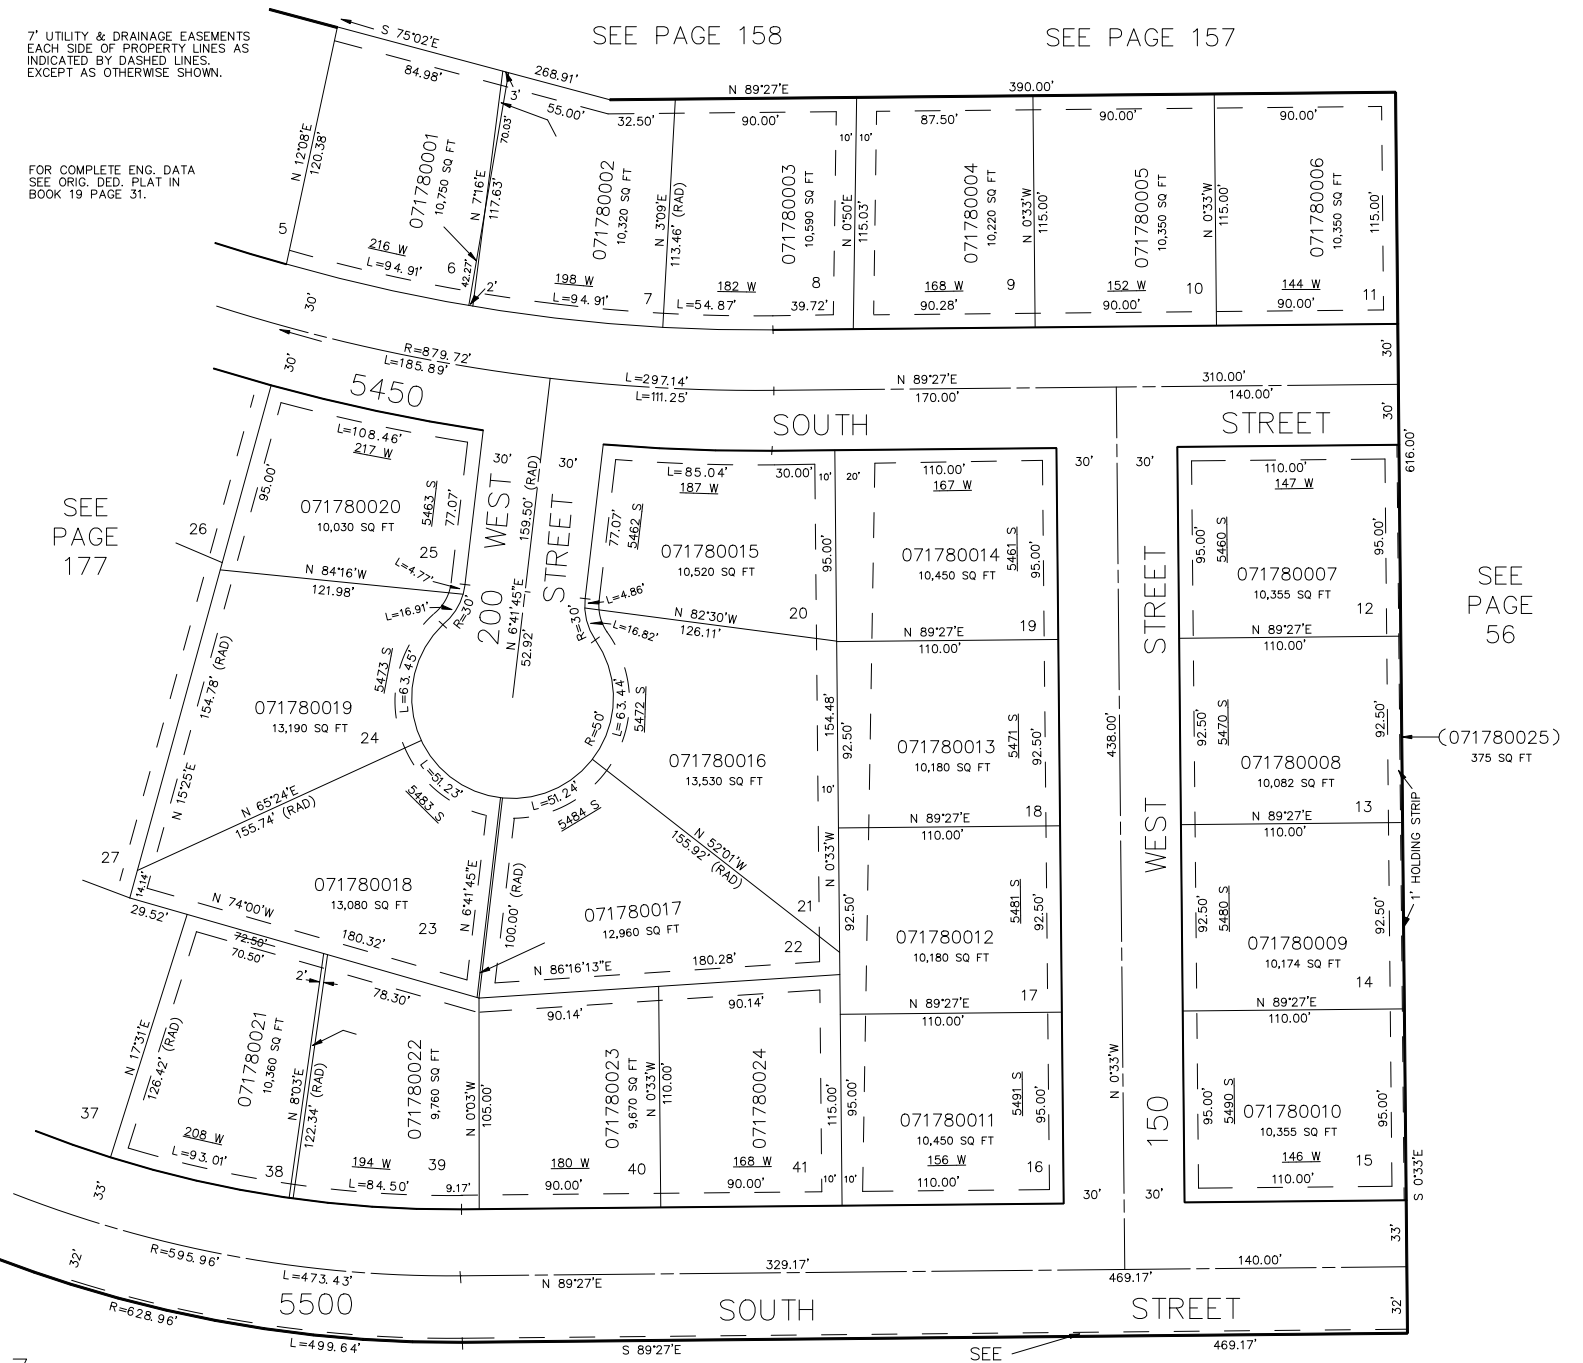 7' UTILITY & DRAINAGE EASEMENTS
EACH SIDE OF PROPERTY LINES AS
INDICATED BY DASHED LINES.
EXCEPT AS OTHERWISE SHOWN.
FOR COMPLETE ENG. DATA
SEE ORIG. DED. PLAT IN
BOOK 19 PAGE 31.
SEE PAGE 158
SEE PAGE 157
S 75°02'E
268.91'
N 89°27'E
390.00'
84.98'
3'
55.00'
32.50'
90.00'
10'
10'
87.50'
90.00'
90.00'
N 12°08'E
120.38'
071780001
10,750 SQ FT
70.03'
N 7°16'E
117.63'
42.27'
2'
071780002
10,320 SQ FT
N 3°09'E
113.46' (RAD)
071780003
10,590 SQ FT
N 0°50'E
115.03'
071780004
10,220 SQ FT
N 0°33'W
115.00'
071780005
10,350 SQ FT
N 0°33'W
115.00'
071780006
10,350 SQ FT
115.00'
5
216 W
L=94.91'
6
198 W
L=94.91'
7
182 W
L=54.87'
8
39.72'
168 W
90.28'
9
152 W
90.00'
10
144 W
90.00'
11
30'
30'
R=879.72'
L=185.89'
L=297.14'
L=111.25'
N 89°27'E
170.00'
310.00'
140.00'
30'
30'
616.00'
5450
SOUTH
STREET
SEE
PAGE
177
L=108.46'
217 W
95.00'
071780020
10,030 SQ FT
5463 S
77.07'
26
25
L=4.77'
N 84°16'W
121.98'
L=16.91'
R=30'
30'
30'
159.50' (RAD)
200
WEST
STREET
N 6°41'45"E
52.92'
L=85.04'
187 W
30.00'
10'
20'
77.07'
5462 S
071780015
10,520 SQ FT
95.00'
L=4.86'
R=30'
L=16.82'
N 82°30'W
126.11'
20
110.00'
167 W
071780014
10,450 SQ FT
5461 S
95.00'
19
N 89°27'E
110.00'
30'
30'
110.00'
147 W
95.00'
5460 S
95.00'
071780007
10,355 SQ FT
12
N 89°27'E
110.00'
SEE
PAGE
56
154.78' (RAD)
N 15°25'E
071780019
13,190 SQ FT
24
5473 S
L=63.45'
L=63.44'
5472 S
R=50'
071780016
13,530 SQ FT
154.48'
92.50'
10'
N 0°33'W
071780013
10,180 SQ FT
5471 S
92.50'
18
N 89°27'E
110.00'
438.00'
STREET
WEST
150
92.50'
5470 S
92.50'
071780008
10,082 SQ FT
13
N 89°27'E
110.00'
(071780025)
375 SQ FT
1' HOLDING STRIP
N 65°24'E
155.74' (RAD)
L=51.23'
5483 S
L=51.24'
5484 S
N 52°01'W
155.92' (RAD)
27
14.14'
29.52'
N 74°00'W
180.32'
071780018
13,080 SQ FT
23
N 6°41'45"E
100.00' (RAD)
071780017
12,960 SQ FT
21
22
N 86°16'13"E
180.28'
92.50'
071780012
10,180 SQ FT
5481 S
92.50'
17
N 89°27'E
110.00'
92.50'
5480 S
92.50'
071780009
10,174 SQ FT
14
N 89°27'E
110.00'
72.50'
70.50'
2'
78.30'
N 17°31'E
126.42' (RAD)
071780021
10,360 SQ FT
N 8°03'E
122.34' (RAD)
071780022
9,760 SQ FT
N 0°03'W
105.00'
90.14'
071780023
9,670 SQ FT
N 0°33'W
110.00'
90.14'
071780024
115.00'
95.00'
071780011
10,450 SQ FT
5491 S
95.00'
N 0°33'W
95.00'
5490 S
071780010
10,355 SQ FT
95.00'
37
208 W
L=93.01'
38
194 W
L=84.50'
39
9.17'
180 W
90.00'
40
168 W
90.00'
41
10'
10'
156 W
110.00'
16
30'
30'
146 W
110.00'
15
S 0°33'E
33'
32'
R=595.96'
L=473.43'
N 89°27'E
329.17'
469.17'
140.00'
33'
32'
5500
SOUTH
STREET
R=628.96'
L=499.64'
S 89°27'E
SEE
469.17'